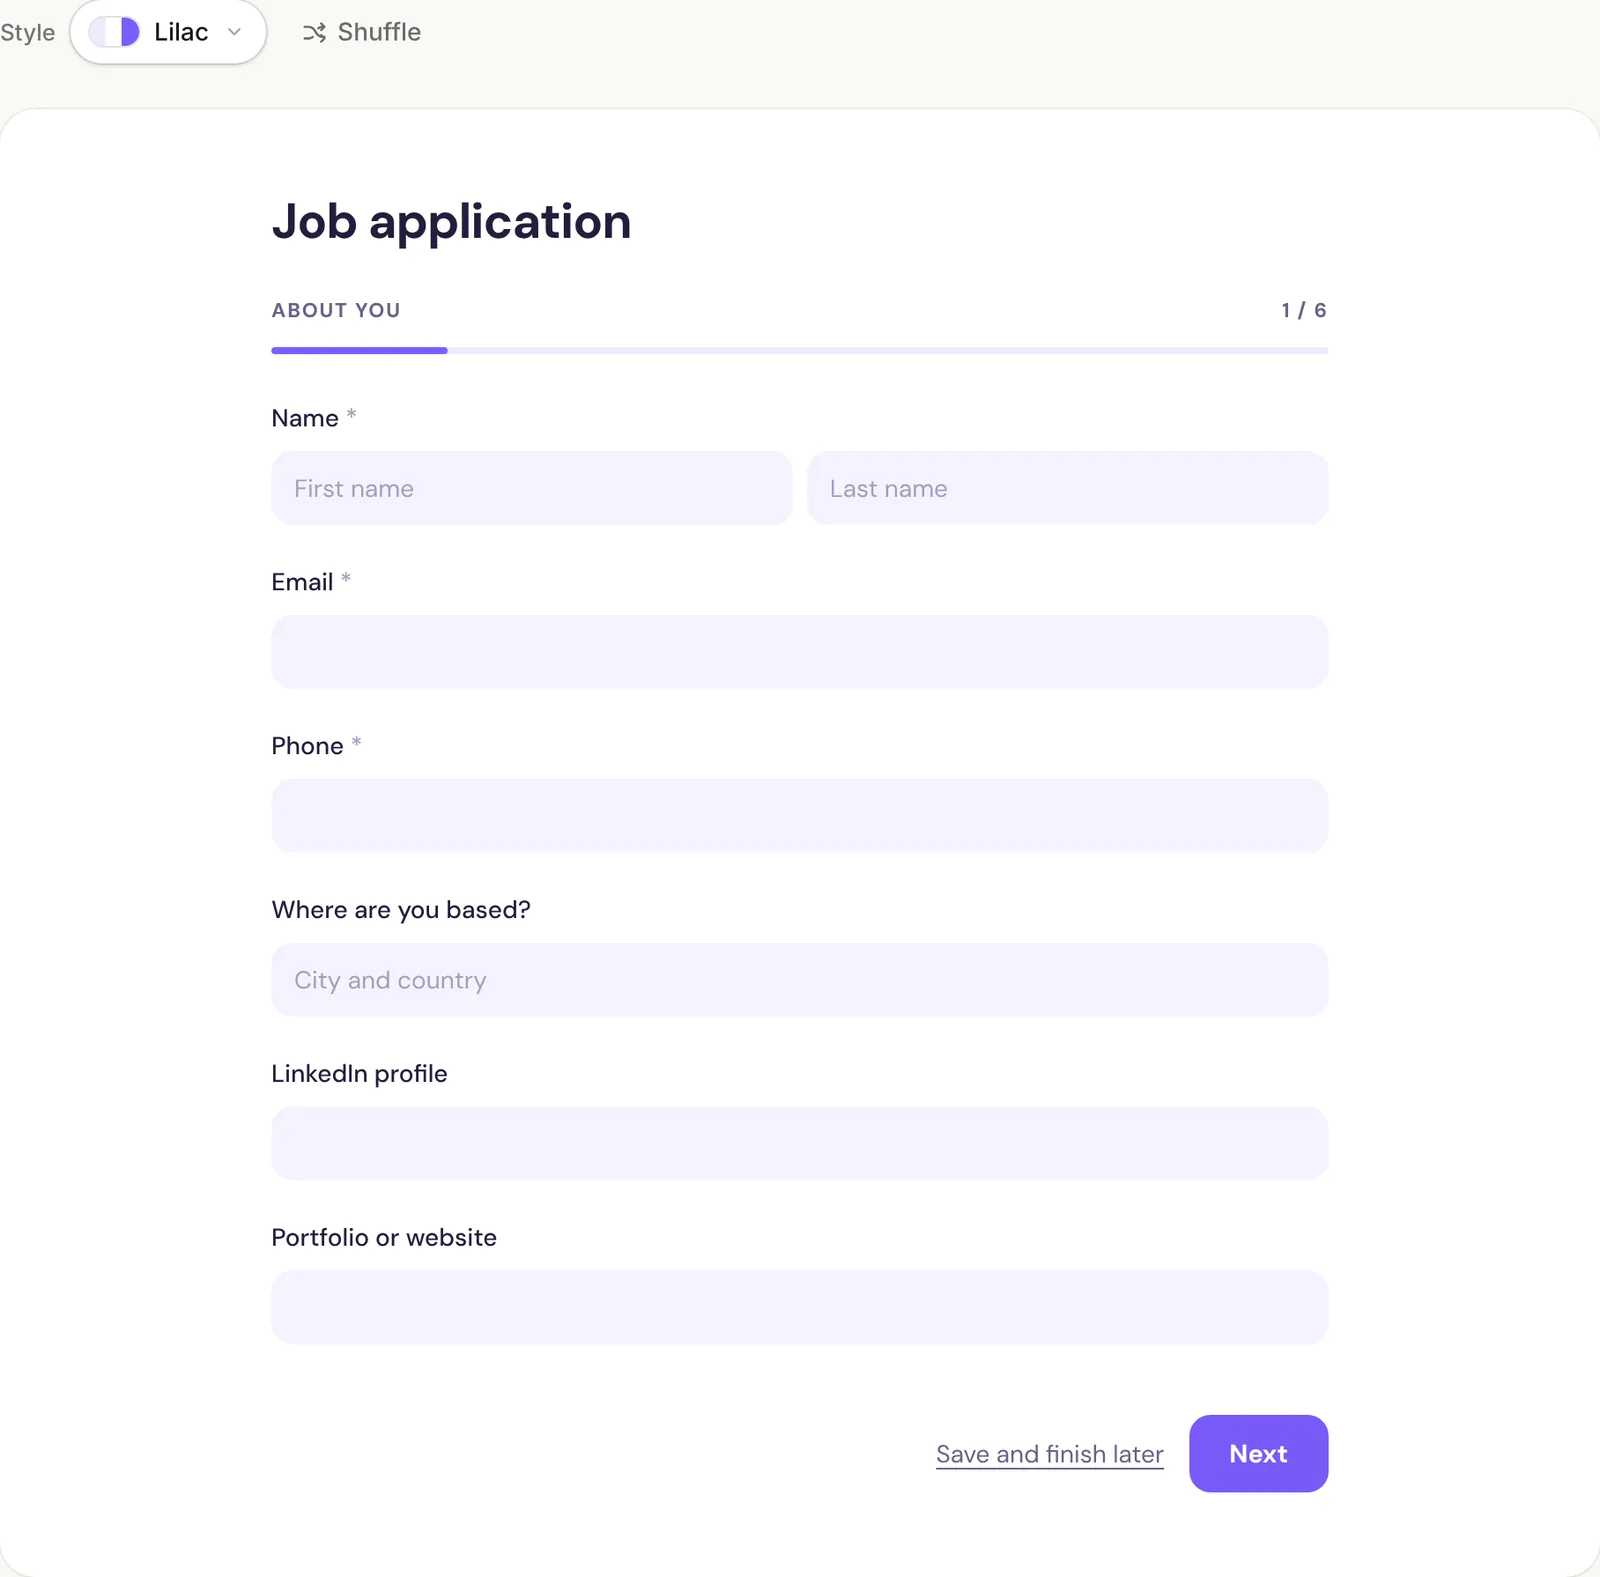 Style Lilac Shuffle
Job application
ABOUT YOU 1 / 6
Name *
First name Last name
Email *
Phone *
Where are you based?
City and country
LinkedIn profile
Portfolio or website
Save and finish later Next